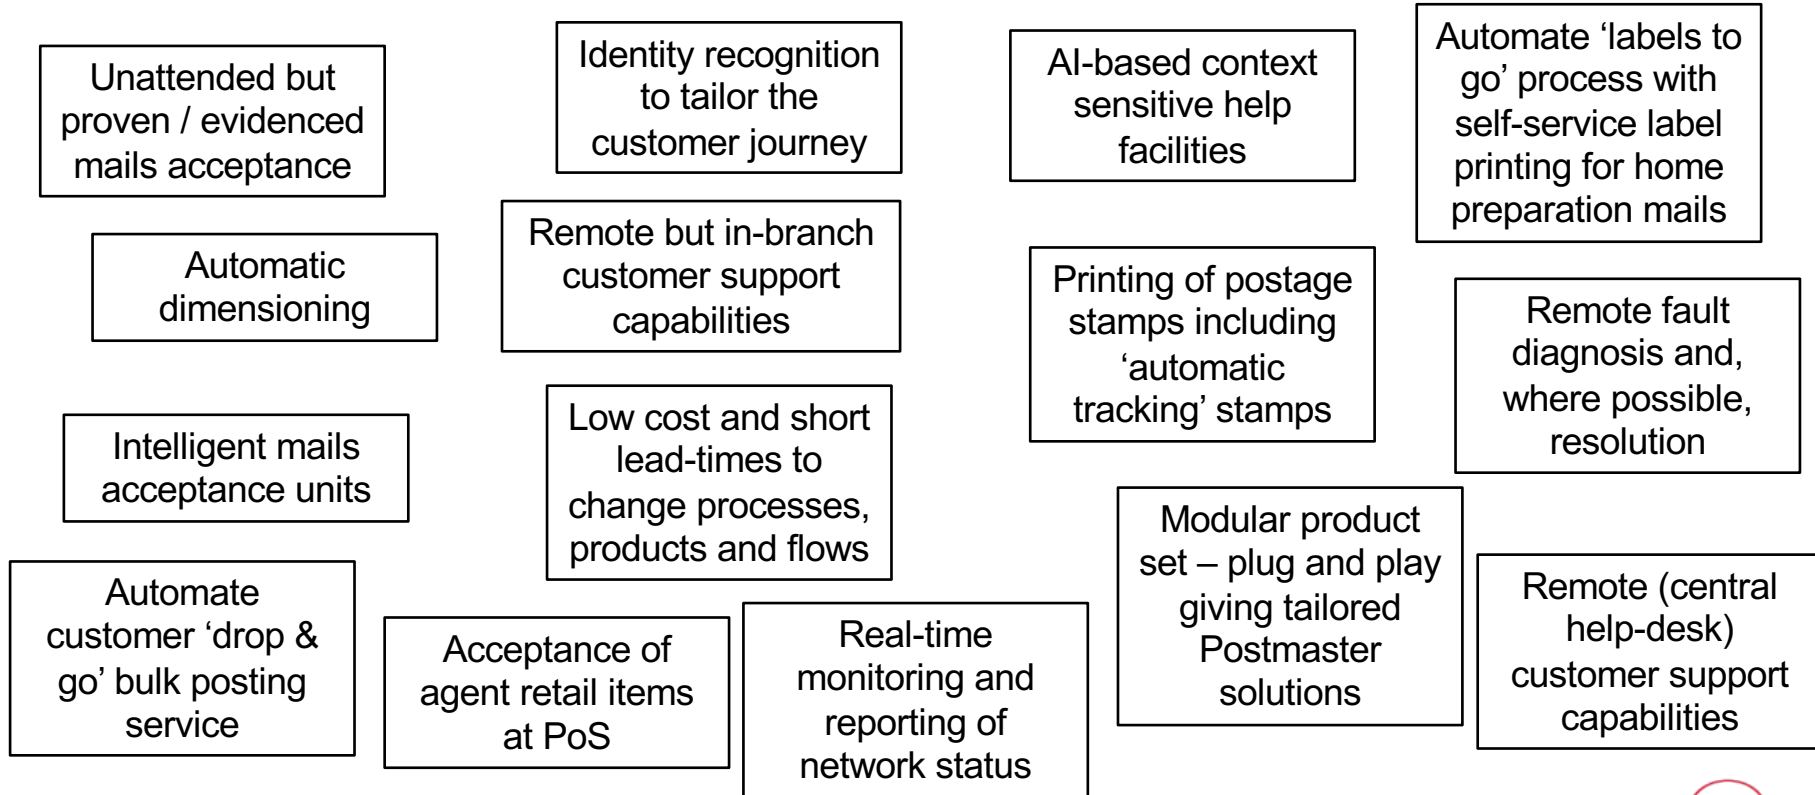 Unattended but
proven / evidenced
mails acceptance
Identity recognition
to tailor the
customer journey
AI-based context
sensitive help
facilities
Automate ‘labels to
go’ process with
self-service label
printing for home
preparation mails
Automatic
dimensioning
Remote but in-branch
customer support
capabilities
Printing of postage
stamps including
‘automatic
tracking’ stamps
Remote fault
diagnosis and,
where possible,
resolution
Intelligent mails
acceptance units
Low cost and short
lead-times to
change processes,
products and flows
Modular product
set – plug and play
giving tailored
Postmaster
solutions
Automate
customer ‘drop &
go’ bulk posting
service
Acceptance of
agent retail items
at PoS
Real-time
monitoring and
reporting of
network status
Remote (central
help-desk)
customer support
capabilities